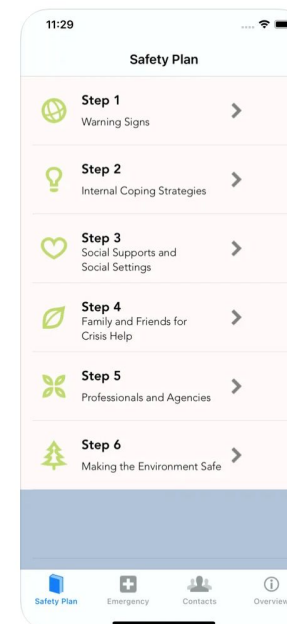 11:29
Safety Plan
Step 1
Warning Signs
Step 2
Internal Coping Strategies
Step 3
Social Supports and
Social Settings
Step 4
Family and Friends for
Crisis Help
Step 5
Professionals and Agencies
Step 6
Making the Environment Safe
Safety Plan
Emergency
Contacts
Overview